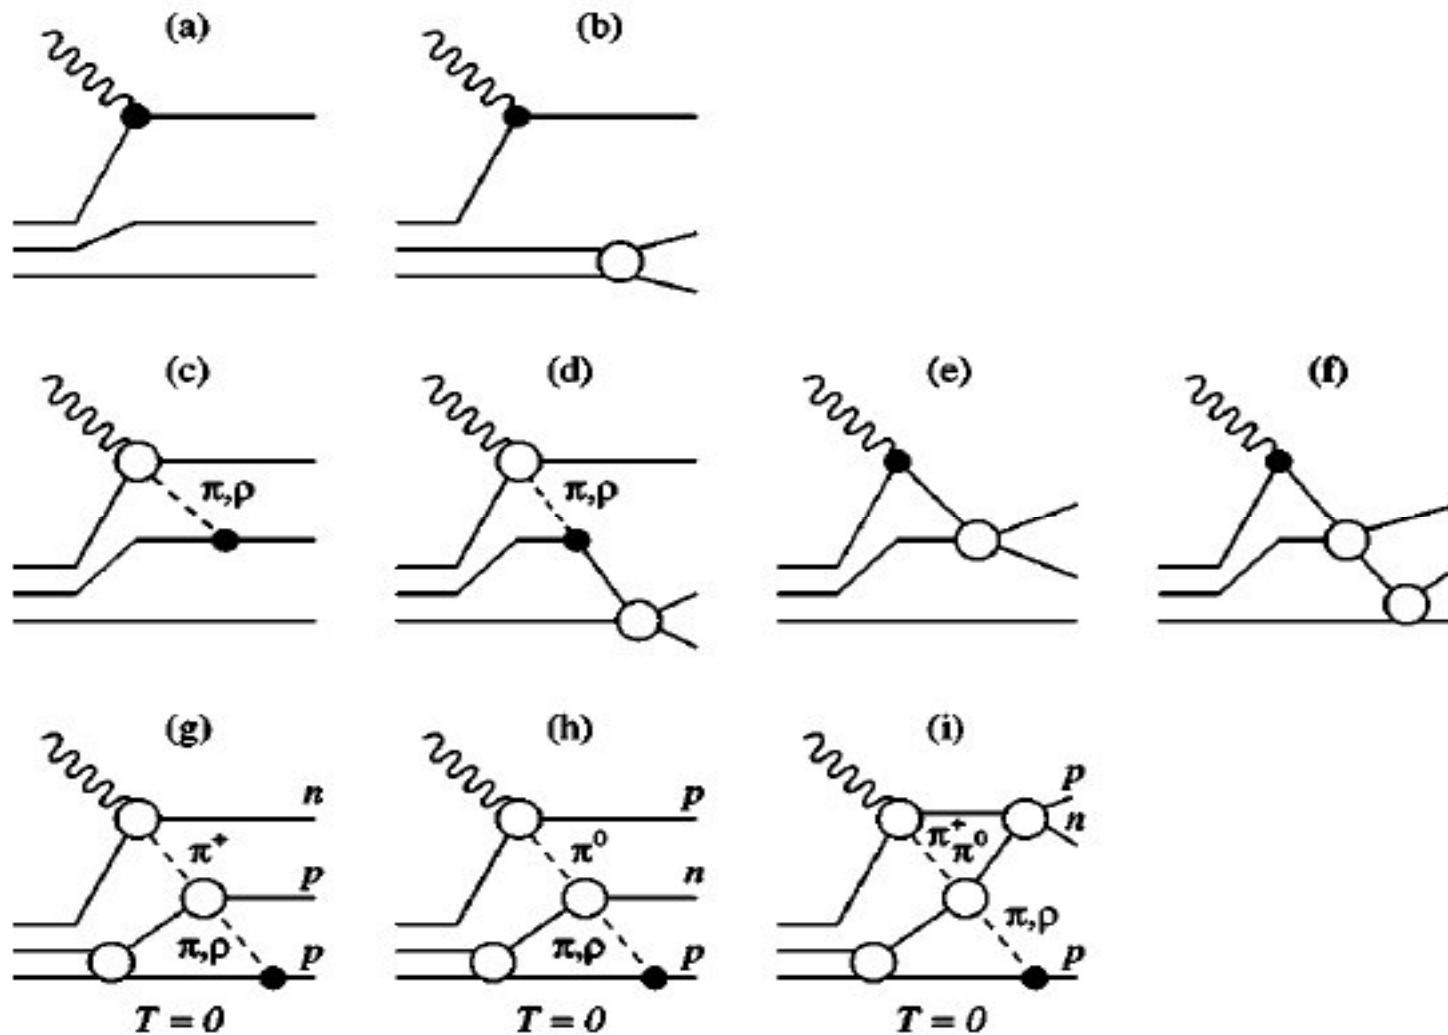 (a) (b)
(c) (d) (e) (f)
π,ρ π,ρ
(g) (h) (i)
n p p
n
π⁺ π⁰ π⁺ π⁰
p n
π,ρ π,ρ π,ρ
p p p
T = 0 T = 0 T = 0